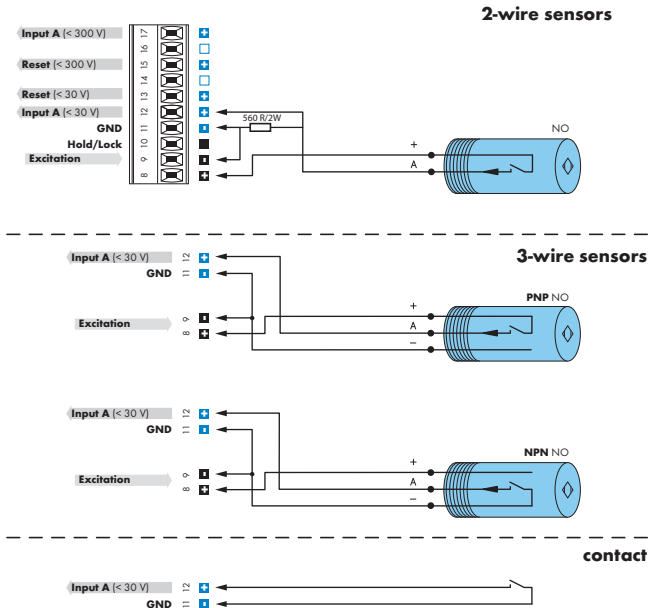 2-wire sensors
Input A (< 300 V) 17
16
Reset (< 300 V) 15
14
Reset (< 30 V) 13
Input A (< 30 V) 12
GND 11
Hold/Lock 10
Excitation 9
8
560 R/2W
NO
+
A
3-wire sensors
Input A (< 30 V) 12
GND 11
PNP NO
Excitation 9
8
+
A
–
Input A (< 30 V) 12
GND 11
NPN NO
Excitation 9
8
+
A
–
contact
Input A (< 30 V) 12
GND 11